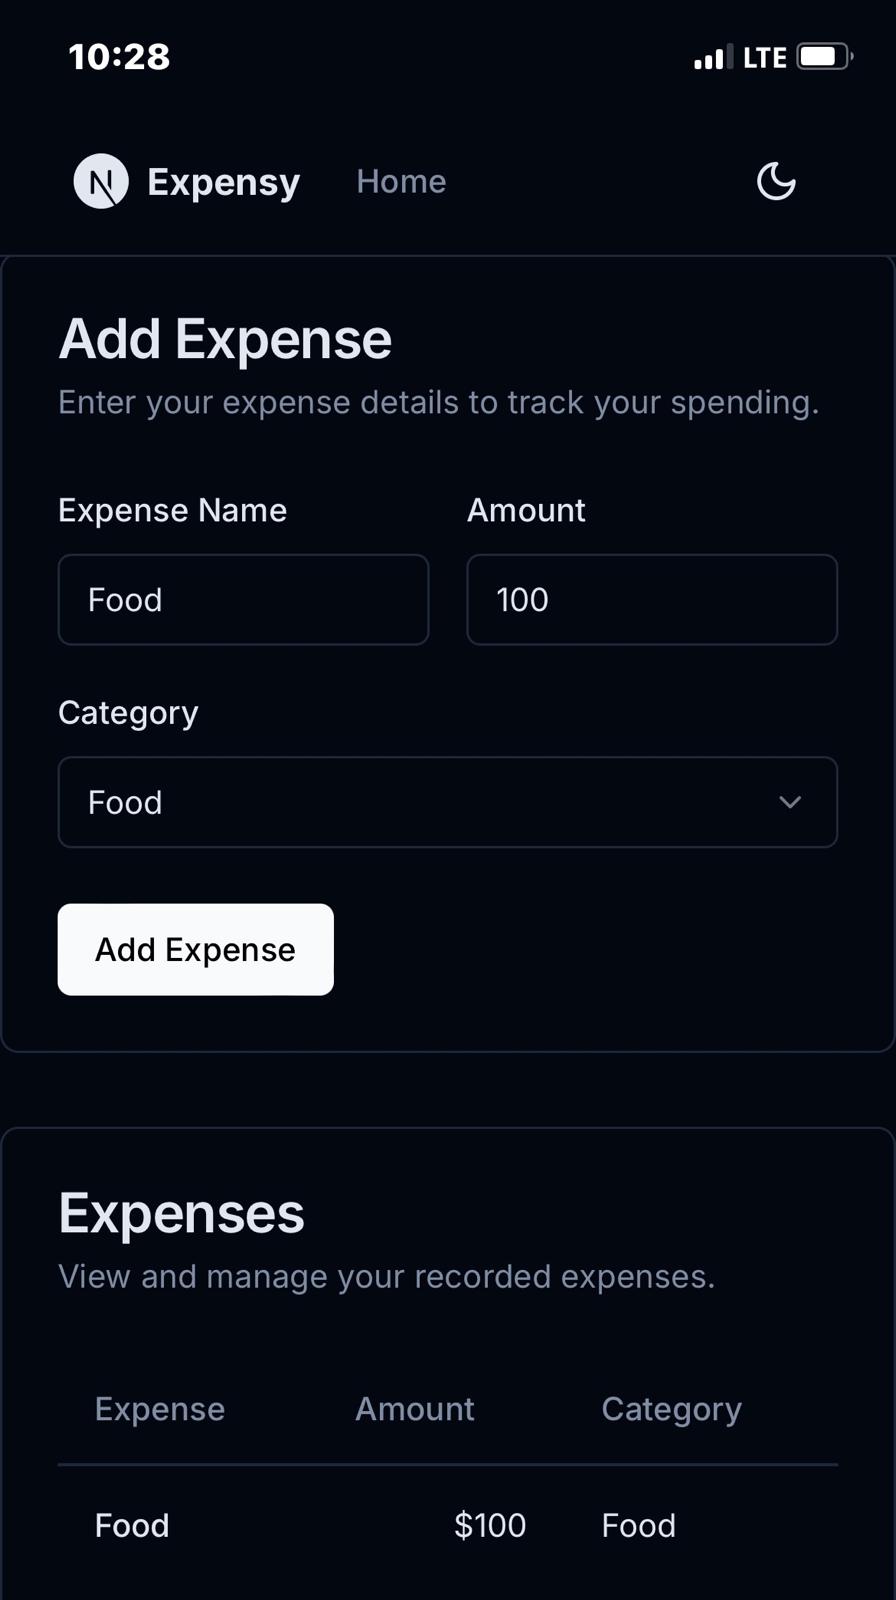 10:28 LTE
N Expensy Home
Add Expense
Enter your expense details to track your spending.
Expense Name Amount
Food 100
Category
Food
Add Expense
Expenses
View and manage your recorded expenses.
Expense Amount Category
Food $100 Food